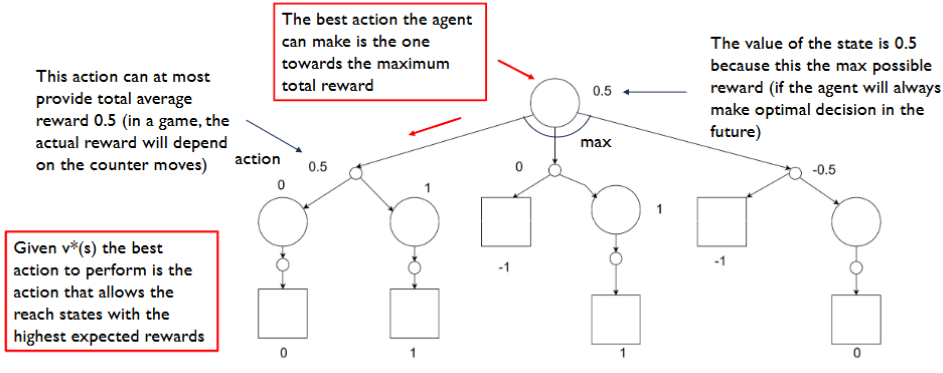 The best action the agent
can make is the one
towards the maximum
total reward
The value of the state is 0.5
because this the max possible
reward (if the agent will always
make optimal decision in the
future)
This action can at most
provide total average
reward 0.5 (in a game, the
actual reward will depend
on the counter moves)
0.5
max
action
0.5
0
-0.5
0
1
1
Given v*(s) the best
action to perform is the
action that allows the
reach states with the
highest expected rewards
-1
-1
0
1
1
0